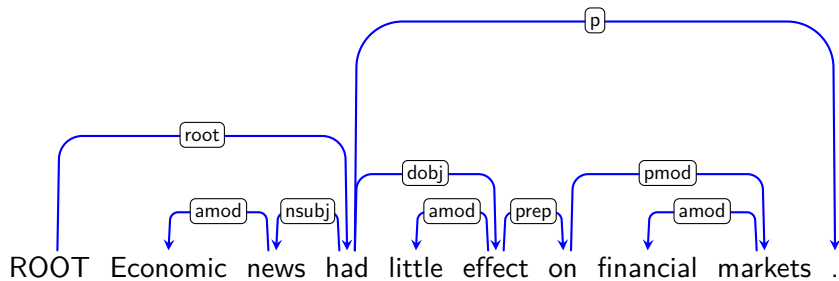 p
root
dobj pmod
amod nsubj amod prep amod
ROOT Economic news had little effect on financial markets .